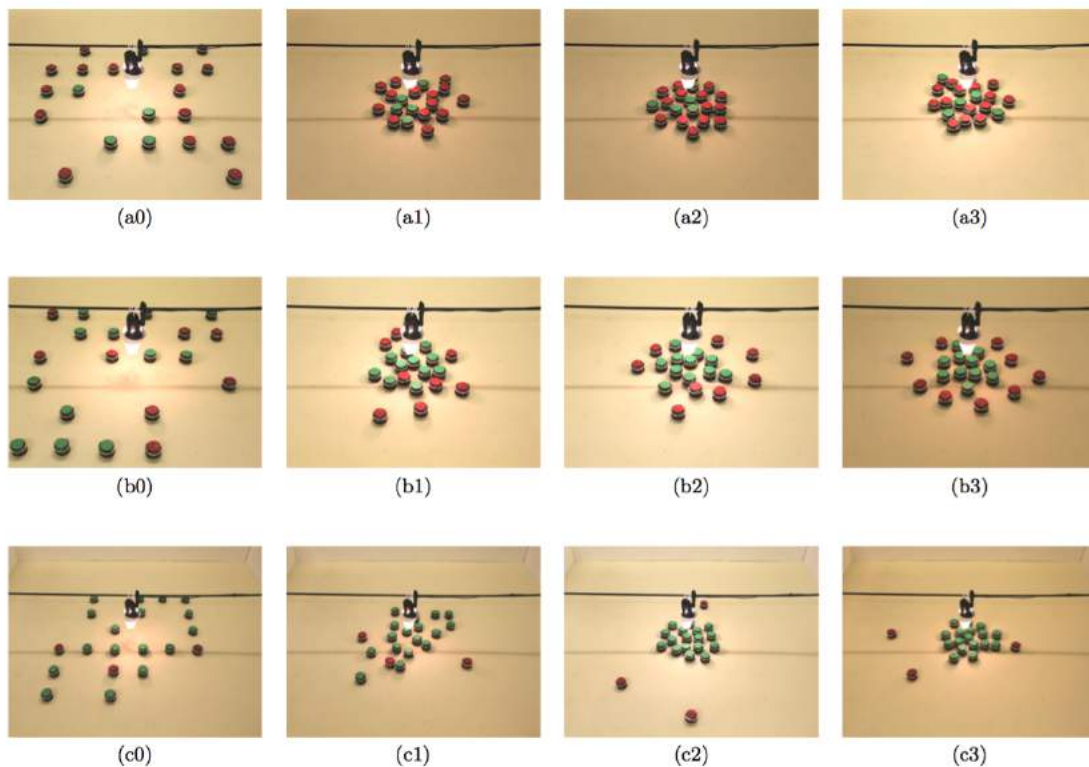 (a0) (a1) (a2) (a3)
(b0) (b1) (b2) (b3)
(c0) (c1) (c2) (c3)